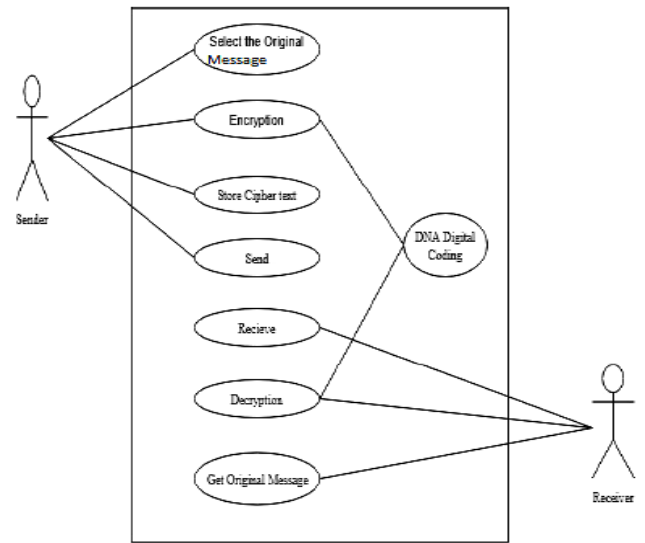 Select the Original
Message
Encryption
Store Cipher text
Sender
Send
DNA Digital
Coding
Recieve
Decryption
Get Original Message
Receiver